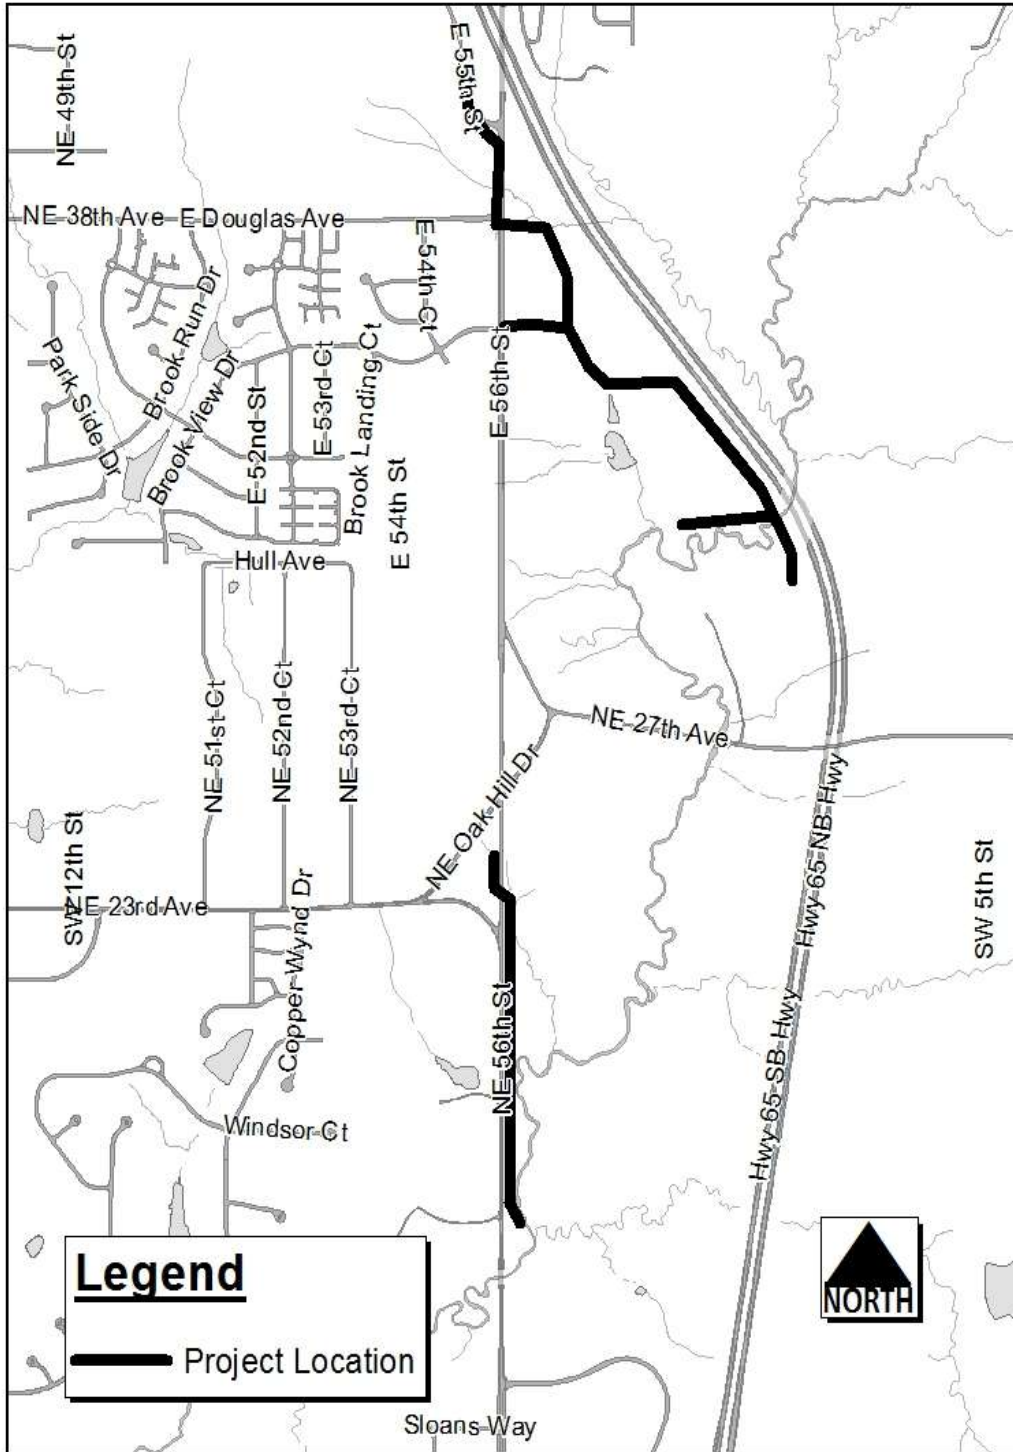 E 55th St
NE 49th St
NE 38th Ave
E Douglas Ave
E 54th Ct
Brook Run Dr
Park Side Dr
Brook View Dr
E 52nd St
E 53rd Ct
Brook Landing Ct
E 54th St
E 56th St
Hull Ave
NE 51st Ct
NE 52nd Ct
NE 53rd Ct
NE 27th Ave
NE Oak Hill Dr
Hwy 65 NB Hwy
SW 12th St
NE 23rd Ave
Copper Wynd Dr
SW 5th St
NE 56th St
Hwy 65 SB Hwy
Windsor Ct
Legend
Project Location
NORTH
Sloans Way